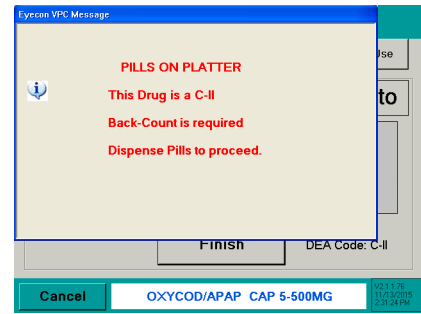 Eyecon VPC Message
PILLS ON PLATTER
This Drug is a C-II
Back-Count is required
Dispense Pills to proceed.
to
Finish
DEA Code: C-II
Cancel
OXYCOD/APAP CAP 5-500MG
V2.1.1.76
11/13/2015
2:31:24 PM